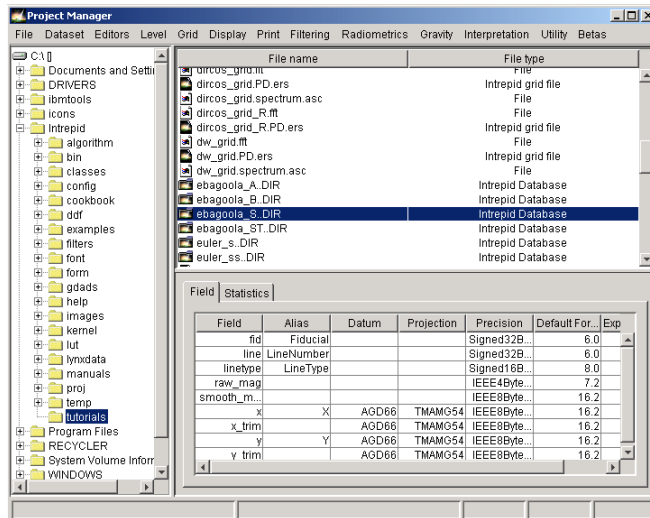 Project Manager
File Dataset Editors Level Grid Display Print Filtering Radiometrics Gravity Interpretation Utility Betas
C:\ []
Documents and Settin
DRIVERS
ibmtools
icons
Intrepid
algorithm
bin
classes
config
cookbook
ddf
examples
filters
font
form
gdads
help
images
kernel
lut
lynxdata
manuals
proj
temp
tutorials
Program Files
RECYCLER
System Volume Inforr
WINDOWS
File name File type
dircos_grid.fft File
dircos_grid.PD.ers Intrepid grid file
dircos_grid.spectrum.asc File
dircos_grid_R.fft File
dircos_grid_R.PD.ers Intrepid grid file
dw_grid.fft File
dw_grid.PD.ers Intrepid grid file
dw_grid.spectrum.asc File
ebagoola_A..DIR Intrepid Database
ebagoola_B..DIR Intrepid Database
ebagoola_S..DIR Intrepid Database
ebagoola_ST..DIR Intrepid Database
euler_s..DIR Intrepid Database
euler_ss..DIR Intrepid Database
Field Statistics
Field Alias Datum Projection Precision Default For... Exp
fid Fiducial Signed32B... 6.0
line LineNumber Signed32B... 6.0
linetype LineType Signed16B... 8.0
raw_mag IEEE4Byte... 7.2
smooth_m... IEEE8Byte... 16.2
x X AGD66 TMAMG54 IEEE8Byte... 16.2
x_trim AGD66 TMAMG54 IEEE8Byte... 16.2
y Y AGD66 TMAMG54 IEEE8Byte... 16.2
y_trim AGD66 TMAMG54 IEEE8Byte... 16.2